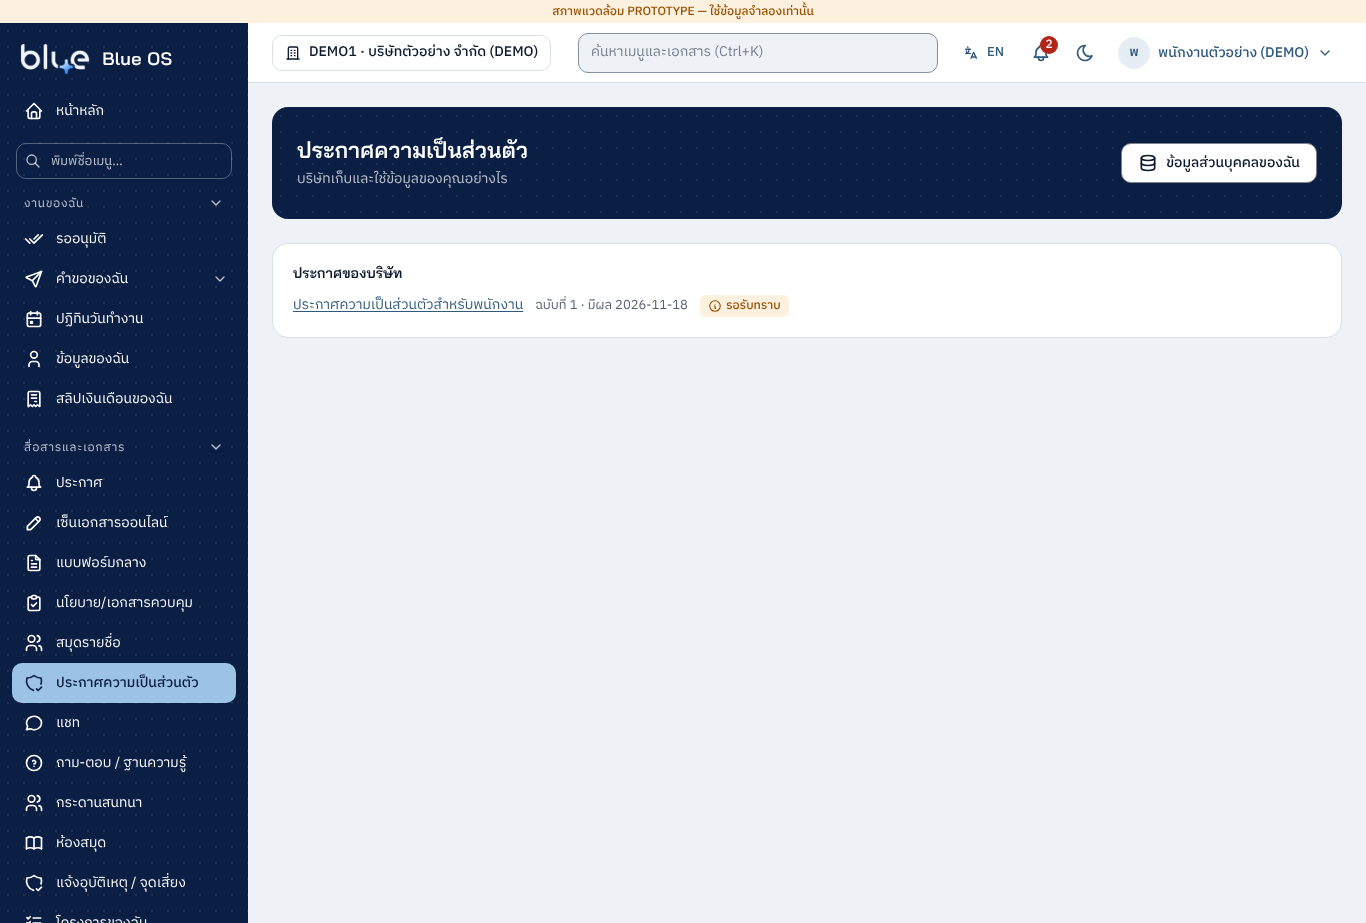 สภาพแวดล้อม PROTOTYPE — ใช้ข้อมูลจำลองเท่านั้น
blue Blue OS
DEMO1 · บริษัทตัวอย่าง จำกัด (DEMO)
ค้นหาเมนูและเอกสาร (Ctrl+K)
EN
2
พ
พนักงานตัวอย่าง (DEMO)
หน้าหลัก
พิมพ์ชื่อเมนู...
งานของฉัน
รออนุมัติ
คำขอของฉัน
ปฏิทินวันทำงาน
ข้อมูลของฉัน
สลิปเงินเดือนของฉัน
สื่อสารและเอกสาร
ประกาศ
เซ็นเอกสารออนไลน์
แบบฟอร์มกลาง
นโยบาย/เอกสารควบคุม
สมุดรายชื่อ
ประกาศความเป็นส่วนตัว
แชท
ถาม-ตอบ / ฐานความรู้
กระดานสนทนา
ห้องสมุด
แจ้งอุบัติเหตุ / จุดเสี่ยง
โครงการของฉัน
ประกาศความเป็นส่วนตัว
บริษัทเก็บและใช้ข้อมูลของคุณอย่างไร
ข้อมูลส่วนบุคคลของฉัน
ประกาศของบริษัท
ประกาศความเป็นส่วนตัวสำหรับพนักงาน ฉบับที่ 1 · มีผล 2026-11-18 รอรับทราบ